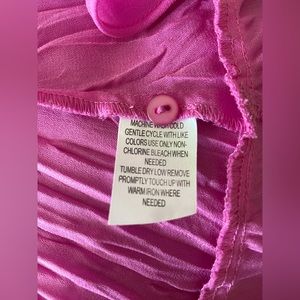 MACHINE WASH COLD
GENTLE CYCLE WITH LIKE
COLORS USE ONLY NON-
CHLORINE BLEACH WHEN
NEEDED
TUMBLE DRY LOW REMOVE
PROMPTLY TOUCH UP WITH
WARM IRON WHERE
NEEDED